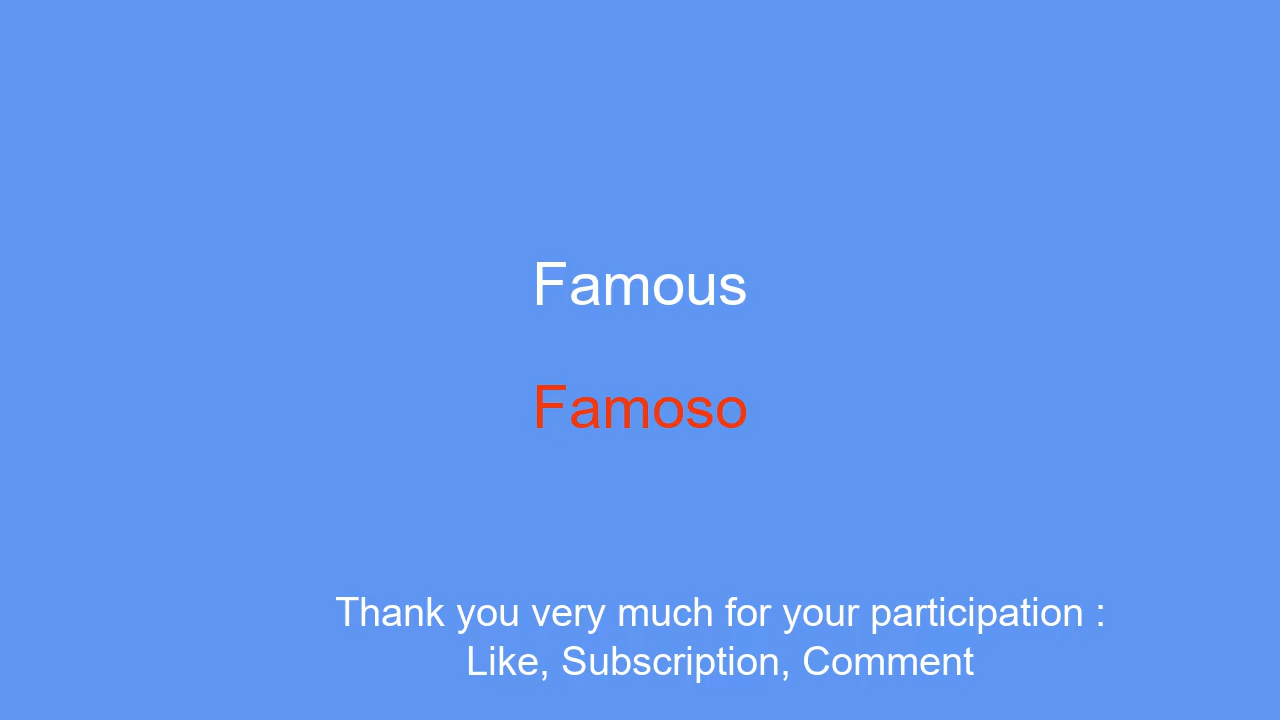 Famous
Famoso
Thank you very much for your participation :
Like, Subscription, Comment